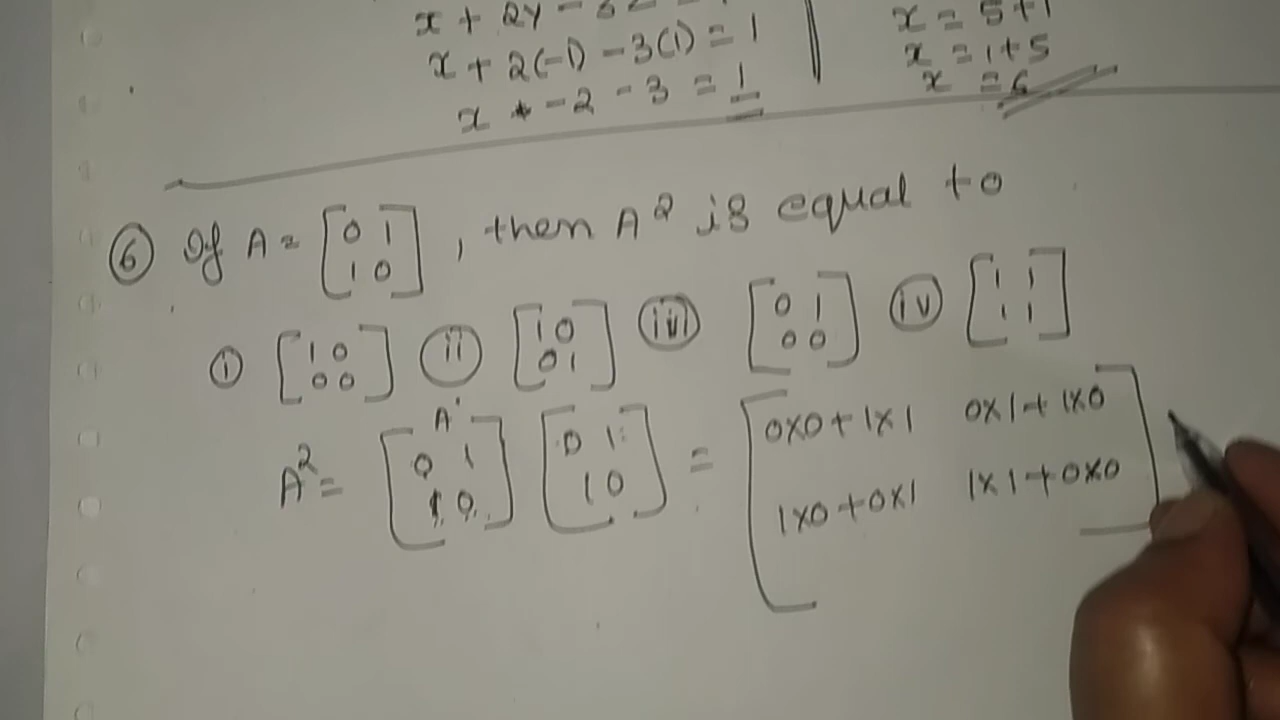 x + 2y - 3z =
x + 2(-1) - 3(1) = 1
x + -2 - 3 = 1
x = 5+1
x = 1+5
x = 6
⑥ If A = [0 1
1 0], then A² is equal to
ⓘ [1 0
0 0] ⓘⓘ [1 0
0 1] ⓘⓘⓘ [0 1
0 0] ⓘⓥ [1 1
1 1]
A² = [0 1
1 0] [0 1
1 0] = [0×0+1×1 0×1+1×0
1×0+0×1 1×1+0×0]